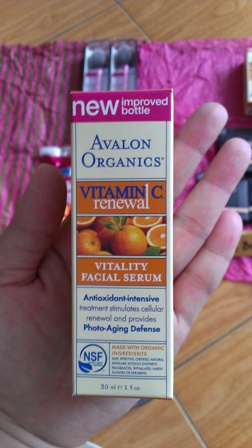 new improved
bottle
AVALON
ORGANICS®
VITAMIN C
renewal®
VITALITY
FACIAL SERUM
Antioxidant-intensive
treatment stimulates cellular
renewal and provides
Photo-Aging Defense
NSF
MADE WITH ORGANIC
INGREDIENTS
30 ml e 1 fl oz